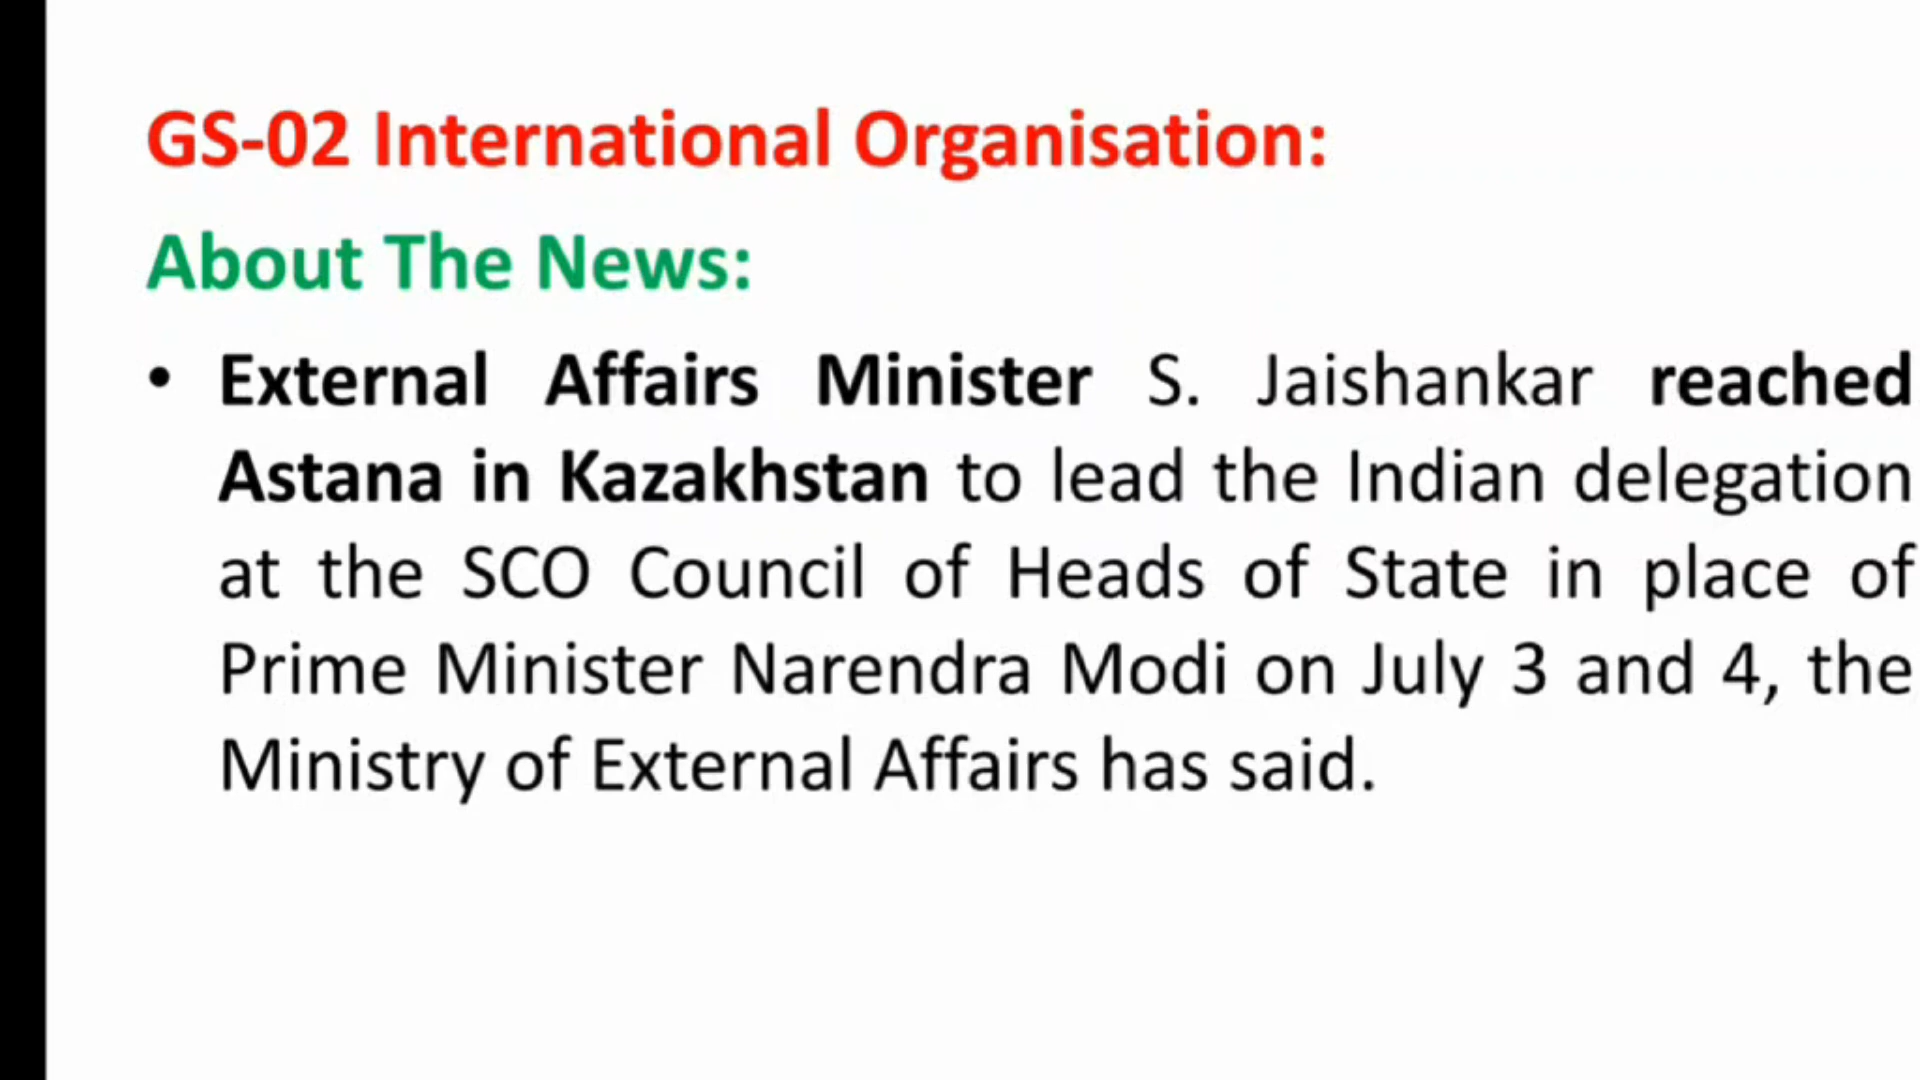 GS-02 International Organisation:
About The News:
• External Affairs Minister S. Jaishankar reached
Astana in Kazakhstan to lead the Indian delegation
at the SCO Council of Heads of State in place of
Prime Minister Narendra Modi on July 3 and 4, the
Ministry of External Affairs has said.